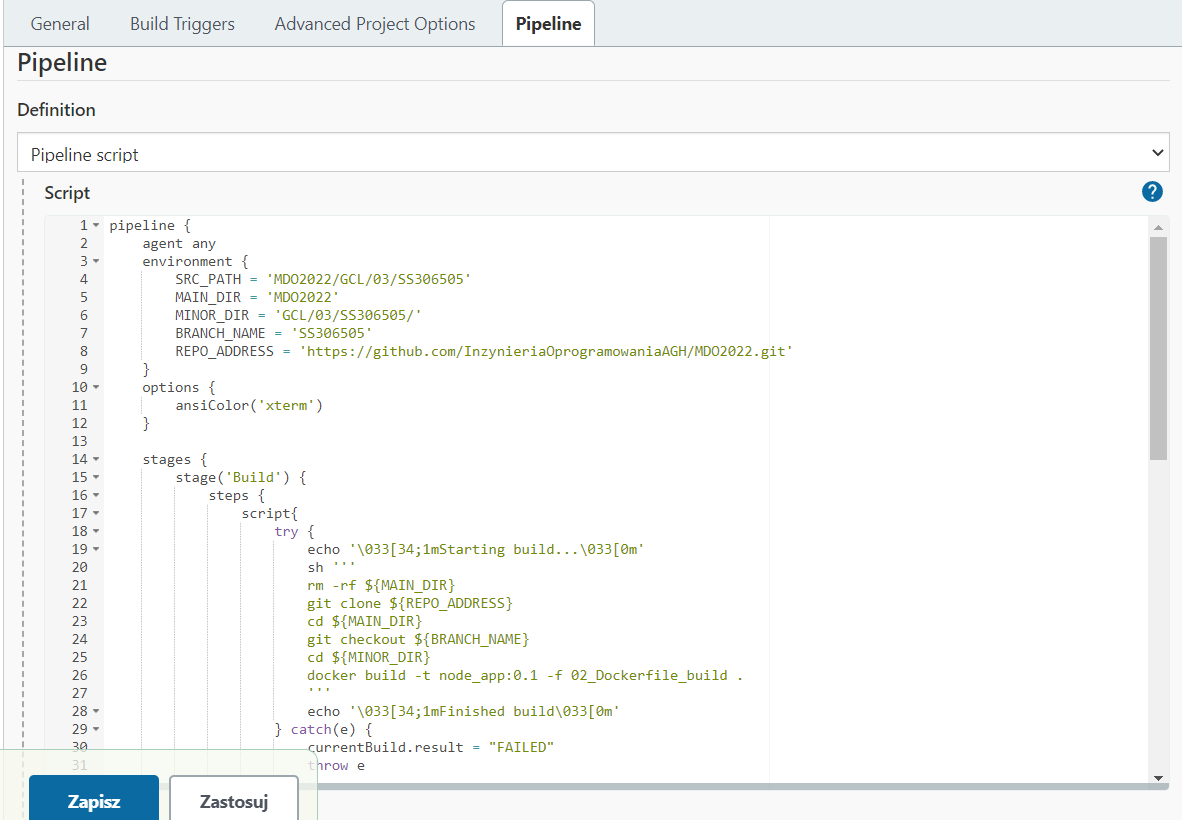 General Build Triggers Advanced Project Options Pipeline
Pipeline
Definition
Pipeline script
Script ?
1 pipeline {
2     agent any
3     environment {
4         SRC_PATH = 'MDO2022/GCL/03/SS306505'
5         MAIN_DIR = 'MDO2022'
6         MINOR_DIR = 'GCL/03/SS306505/'
7         BRANCH_NAME = 'SS306505'
8         REPO_ADDRESS = 'https://github.com/InzynieriaOprogramowaniaAGH/MDO2022.git'
9     }
10     options {
11         ansiColor('xterm')
12     }
13
14     stages {
15         stage('Build') {
16             steps {
17                 script{
18                     try {
19                         echo '\033[34;1mStarting build...\033[0m'
20                         sh '''
21                         rm -rf ${MAIN_DIR}
22                         git clone ${REPO_ADDRESS}
23                         cd ${MAIN_DIR}
24                         git checkout ${BRANCH_NAME}
25                         cd ${MINOR_DIR}
26                         docker build -t node_app:0.1 -f 02_Dockerfile_build .
27                         '''
28                         echo '\033[34;1mFinished build\033[0m'
29                     } catch(e) {
30                         currentBuild.result = "FAILED"
31                         throw e
Zapisz Zastosuj